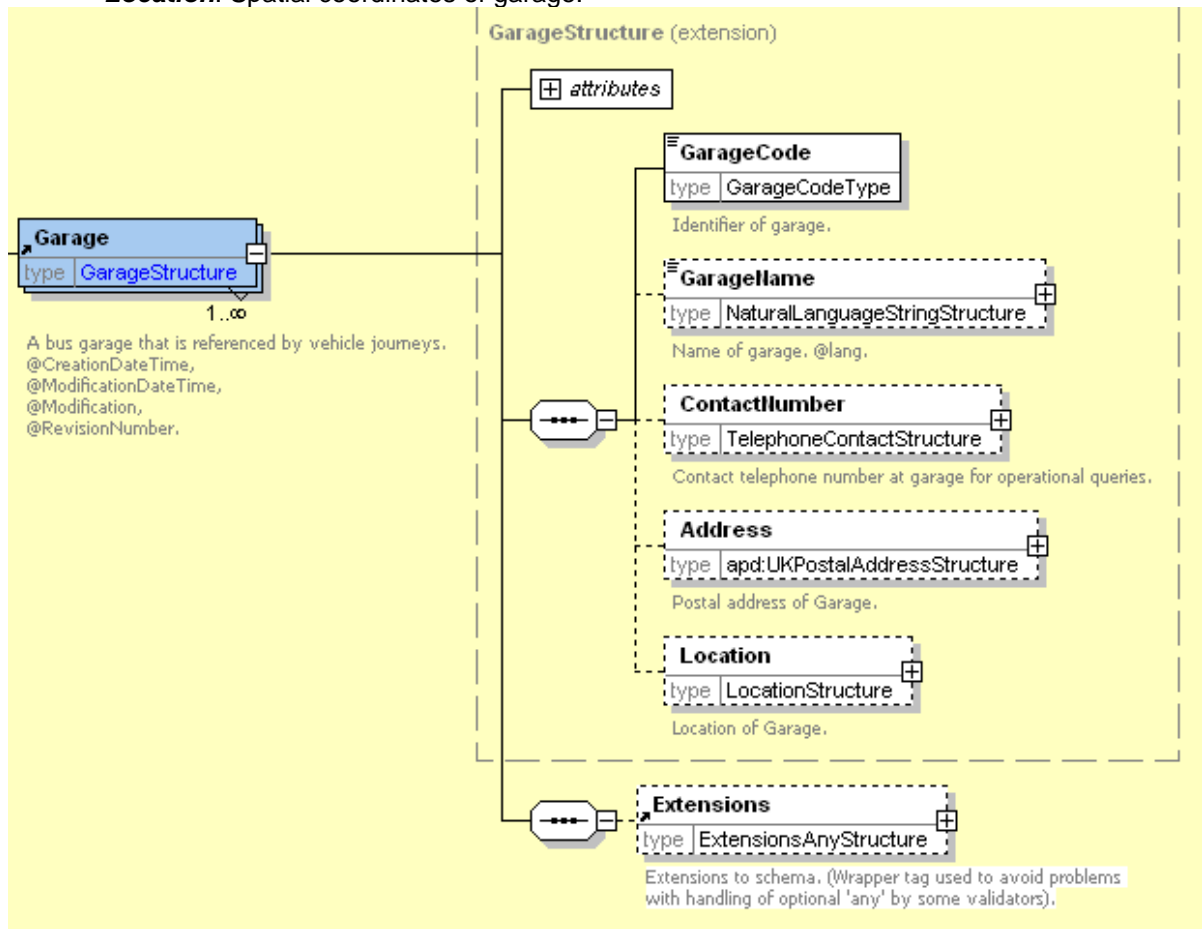 Location: Spatial coordinates of garage.
GarageStructure (extension)
attributes
GarageCode
type GarageCodeType
Identifier of garage.
Garage
type GarageStructure
1..∞
A bus garage that is referenced by vehicle journeys.
@CreationDateTime,
@ModificationDateTime,
@Modification,
@RevisionNumber.
GarageName
type NaturalLanguageStringStructure
Name of garage. @lang.
ContactNumber
type TelephoneContactStructure
Contact telephone number at garage for operational queries.
Address
type apd:UKPostalAddressStructure
Postal address of Garage.
Location
type LocationStructure
Location of Garage.
Extensions
type ExtensionsAnyStructure
Extensions to schema. (Wrapper tag used to avoid problems
with handling of optional 'any' by some validators).